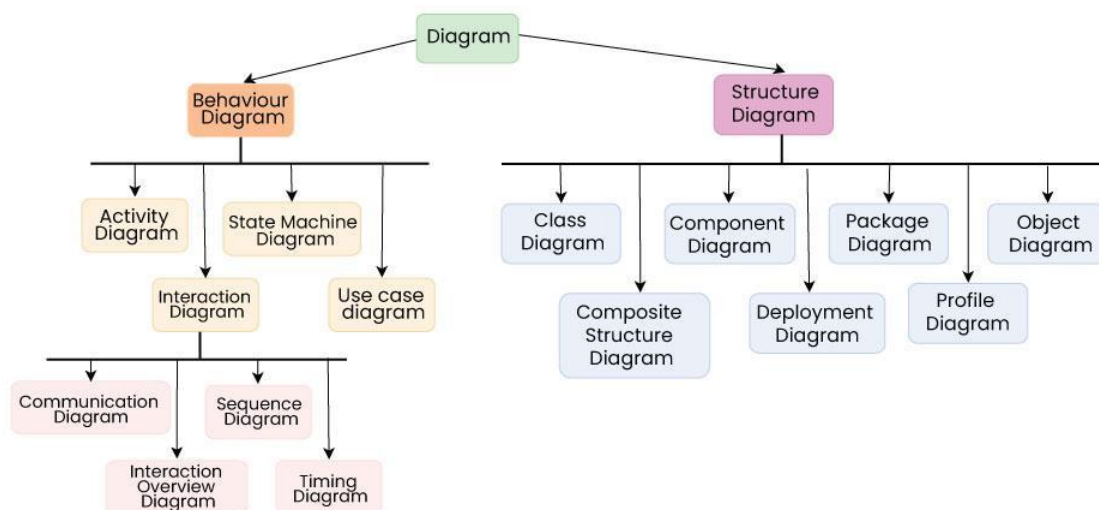 Diagram
Behaviour
Diagram
Structure
Diagram
Activity
Diagram
State Machine
Diagram
Interaction
Diagram
Use case
diagram
Communication
Diagram
Sequence
Diagram
Interaction
Overview
Diagram
Timing
Diagram
Class
Diagram
Component
Diagram
Package
Diagram
Object
Diagram
Composite
Structure
Diagram
Deployment
Diagram
Profile
Diagram